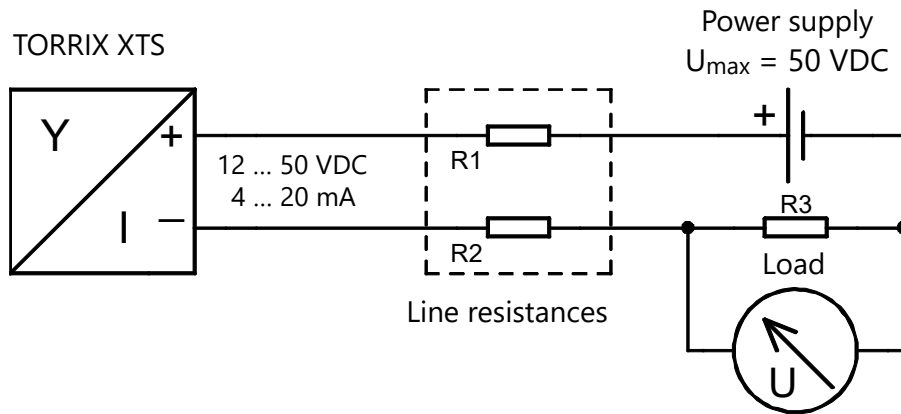 TORRIX XTS
Power supply
Umax = 50 VDC
Y
+
+
R1
12 ... 50 VDC
4 ... 20 mA
I
–
R2
R3
Load
Line resistances
U